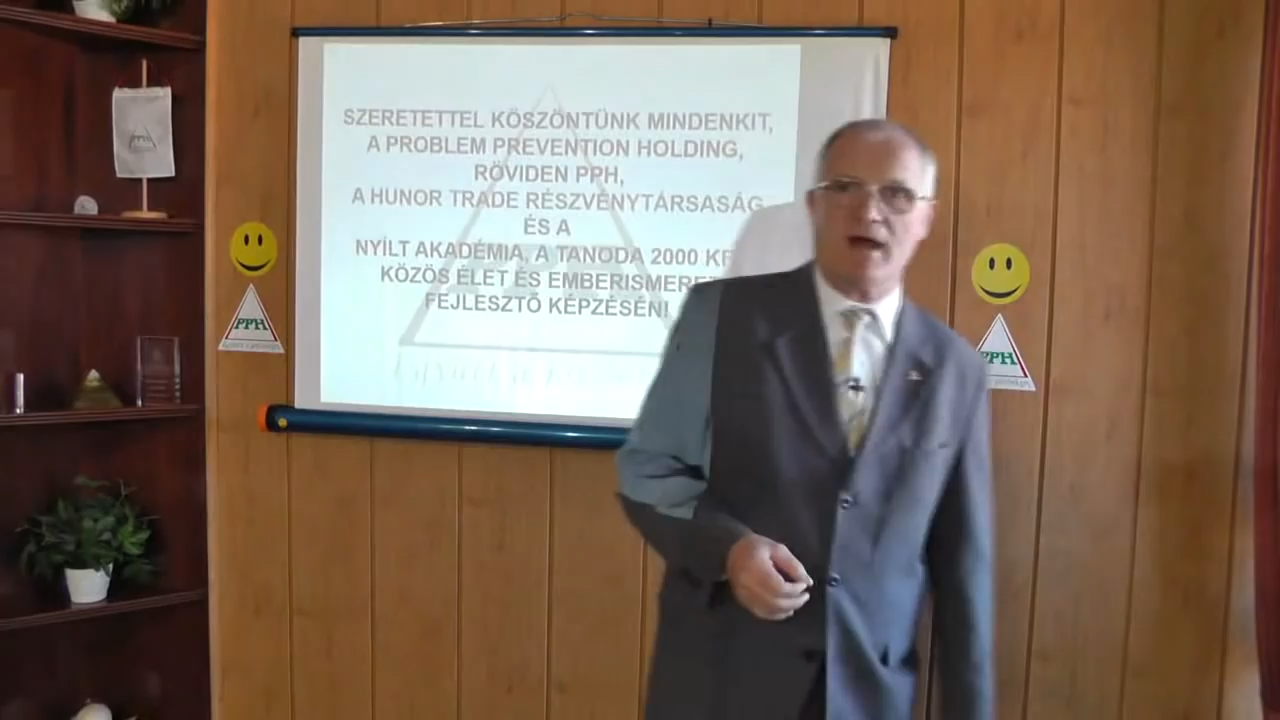 SZERETETTEL KÖSZÖNTÜNK MINDENKIT,
A PROBLEM PREVENTION HOLDING,
RÖVIDEN PPH,
A HUNOR TRADE RÉSZVÉNYTÁRSASÁG
ÉS A
NYÍLT AKADÉMIA, A TANODA 2000
KÖZÖS ÉLET ÉS
FEJLESZTŐ KÉPZÉSÉN!
PPH
PPH